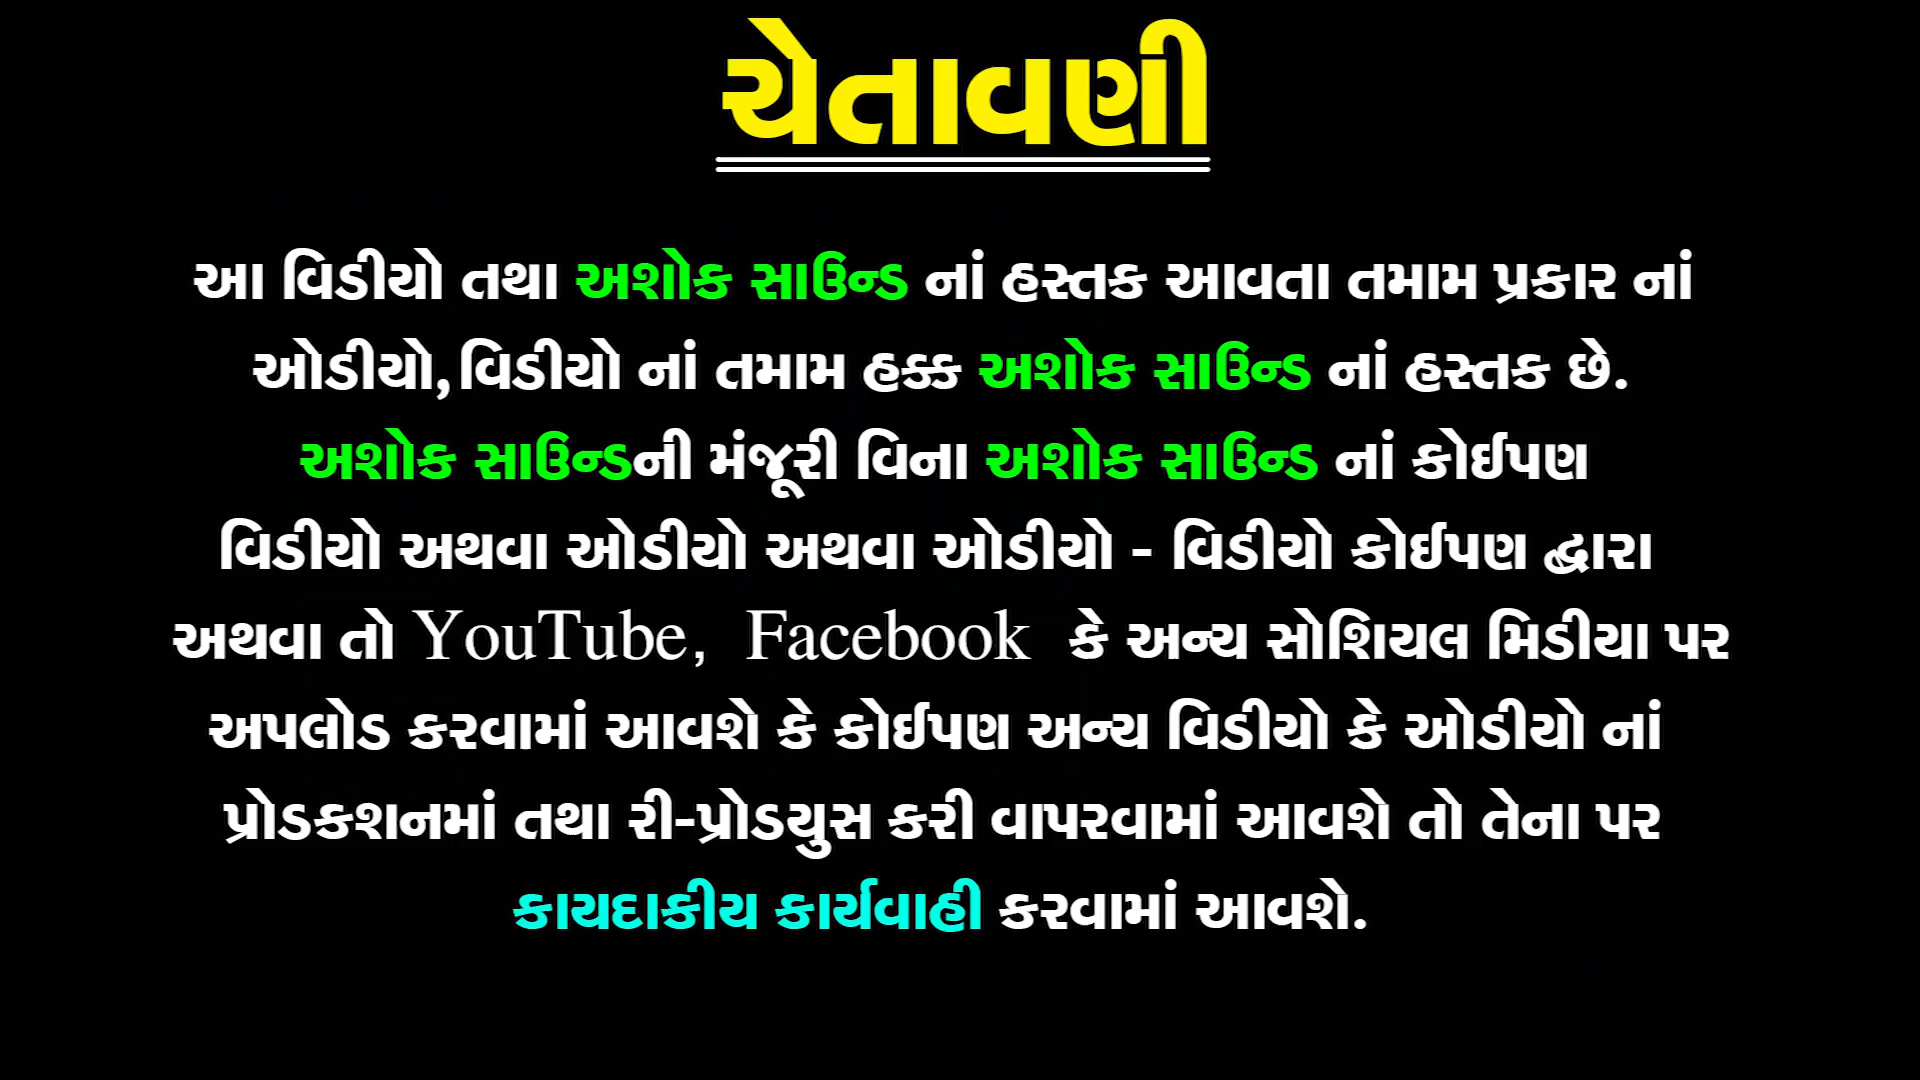 ચેતાવણી
આ વિડીયો તથા અશોક સાઉન્ડ નાં હસ્તક આવતા તમામ પ્રકાર નાં
ઓડીયો,વિડીયો નાં તમામ હક્ક અશોક સાઉન્ડ નાં હસ્તક છે.
અશોક સાઉન્ડની મંજૂરી વિના અશોક સાઉન્ડ નાં કોઈપણ
વિડીયો અથવા ઓડીયો અથવા ઓડીયો - વિડીયો કોઈપણ દ્વારા
અથવા તો YouTube, Facebook કે અન્ય સોશિયલ મિડીયા પર
અપલોડ કરવામાં આવશે કે કોઈપણ અન્ય વિડીયો કે ઓડીયો નાં
પ્રોડકશનમાં તથા રી-પ્રોડયુસ કરી વાપરવામાં આવશે તો તેના પર
કાયદાકીય કાર્યવાહી કરવામાં આવશે.